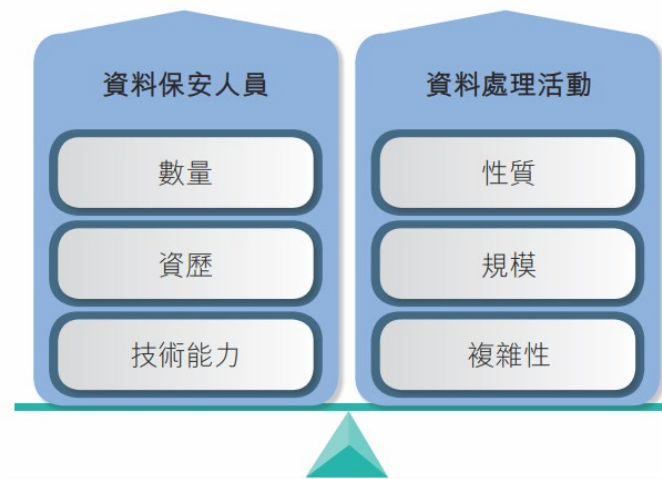 資料保安人員
數量
資歷
技術能力
資料處理活動
性質
規模
複雜性